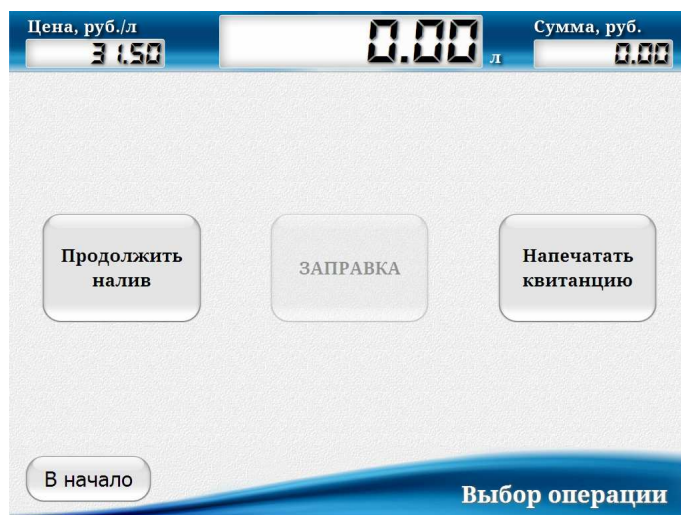 Цена, руб./л
31.50
0.00 л
Сумма, руб.
0.00
Продолжить
налив
ЗАПРАВКА
Напечатать
квитанцию
В начало
Выбор операции